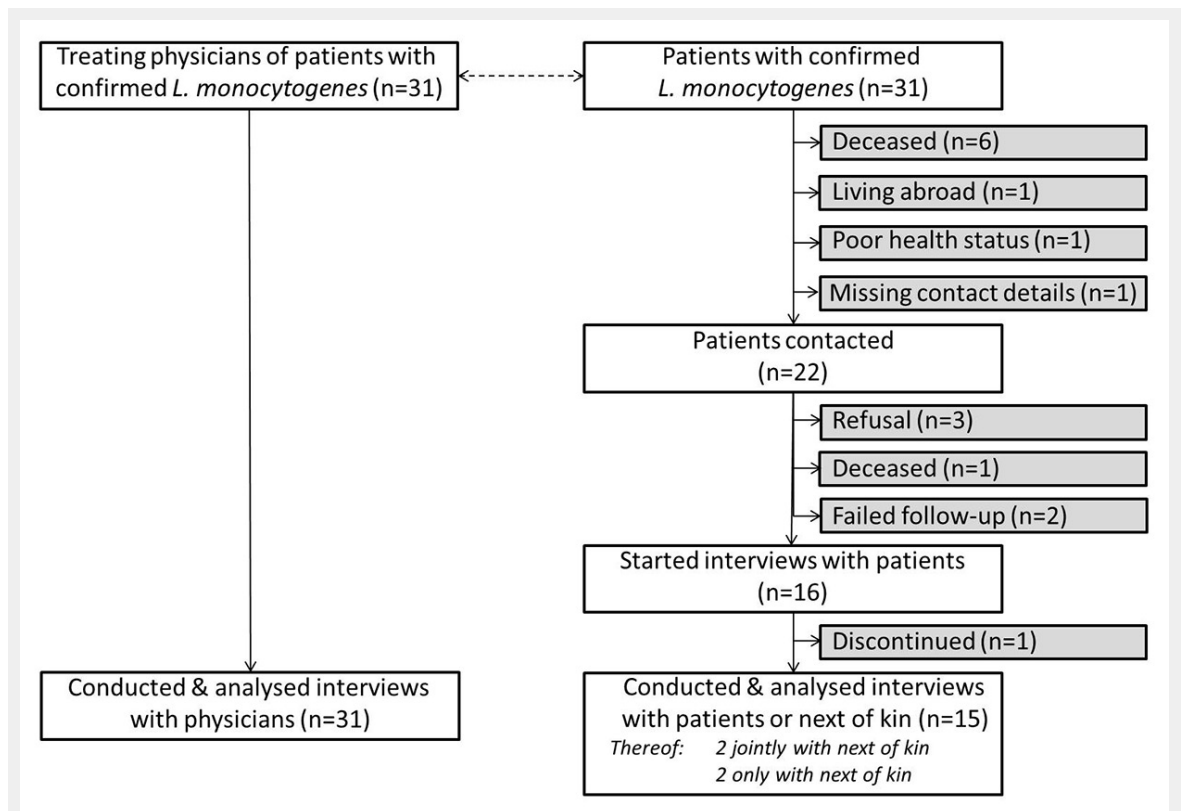 Treating physicians of patients with
confirmed L. monocytogenes (n=31)
Patients with confirmed
L. monocytogenes (n=31)
Deceased (n=6)
Living abroad (n=1)
Poor health status (n=1)
Missing contact details (n=1)
Patients contacted
(n=22)
Refusal (n=3)
Deceased (n=1)
Failed follow-up (n=2)
Started interviews with patients
(n=16)
Discontinued (n=1)
Conducted & analysed interviews
with physicians (n=31)
Conducted & analysed interviews
with patients or next of kin (n=15)
Thereof: 2 jointly with next of kin
2 only with next of kin